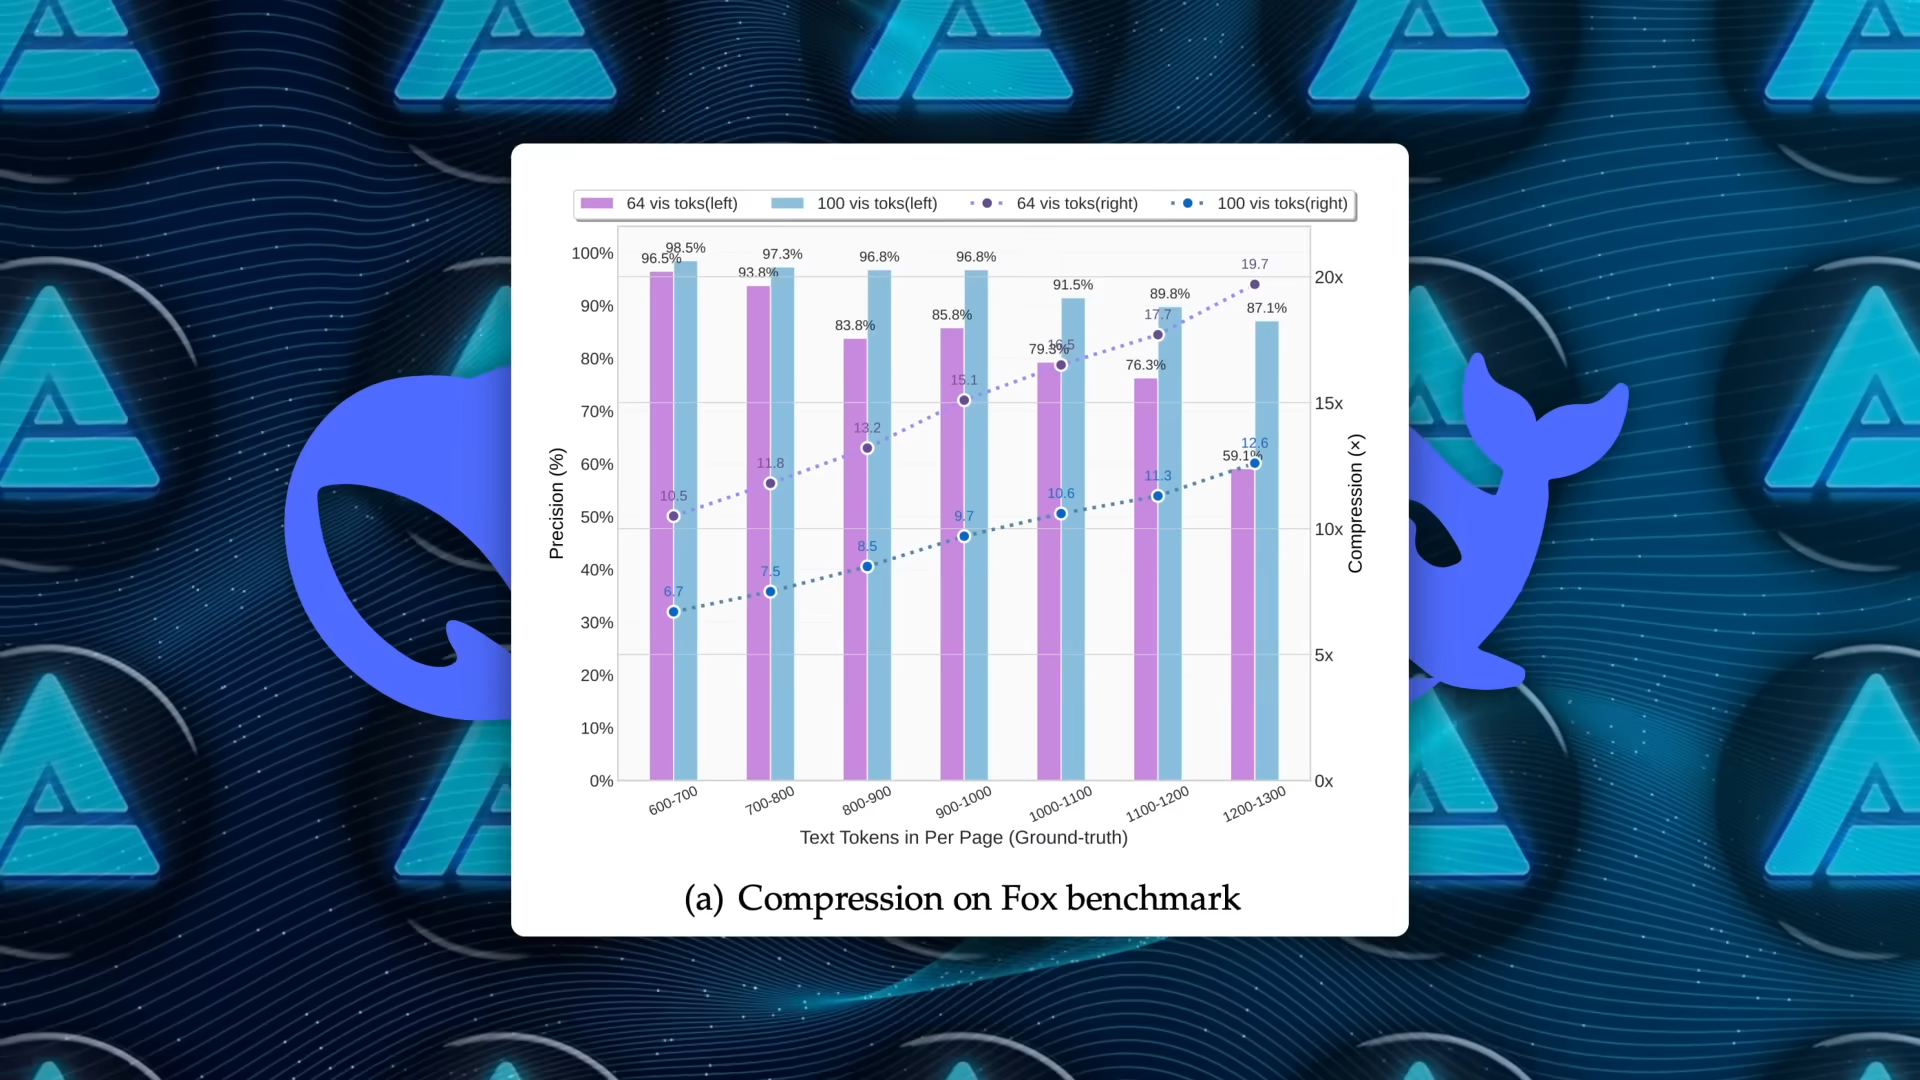 64 vis toks(left) 100 vis toks(left) 64 vis toks(right) 100 vis toks(right)
100%
90%
80%
70%
60%
50%
40%
30%
20%
10%
0%
Precision (%)
96.5% 98.5%
93.8% 97.3%
83.8% 96.8%
85.8% 96.8%
79.3% 91.5%
76.3% 89.8%
59.1% 87.1%
10.5
11.8
13.2
15.1
16.5
17.7
19.7
6.7
7.5
8.5
9.7
10.6
11.3
12.6
20x
15x
10x
5x
0x
Compression (×)
600-700 700-800 800-900 900-1000 1000-1100 1100-1200 1200-1300
Text Tokens in Per Page (Ground-truth)
(a) Compression on Fox benchmark